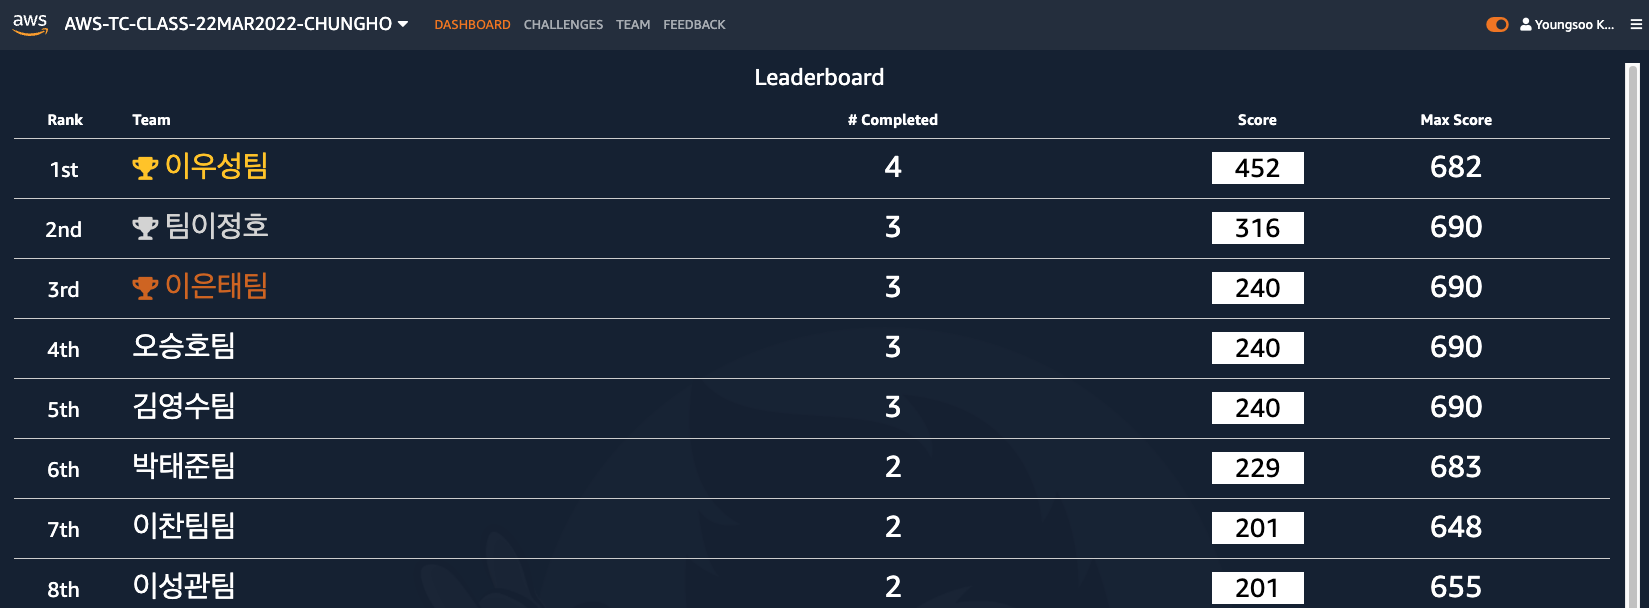 aws AWS-TC-CLASS-22MAR2022-CHUNGHO DASHBOARD CHALLENGES TEAM FEEDBACK Youngsoo K...
Leaderboard
Rank Team # Completed Score Max Score
1st 이우성팀 4 452 682
2nd 팀이정호 3 316 690
3rd 이은태팀 3 240 690
4th 오승호팀 3 240 690
5th 김영수팀 3 240 690
6th 박태준팀 2 229 683
7th 이찬팀팀 2 201 648
8th 이성관팀 2 201 655